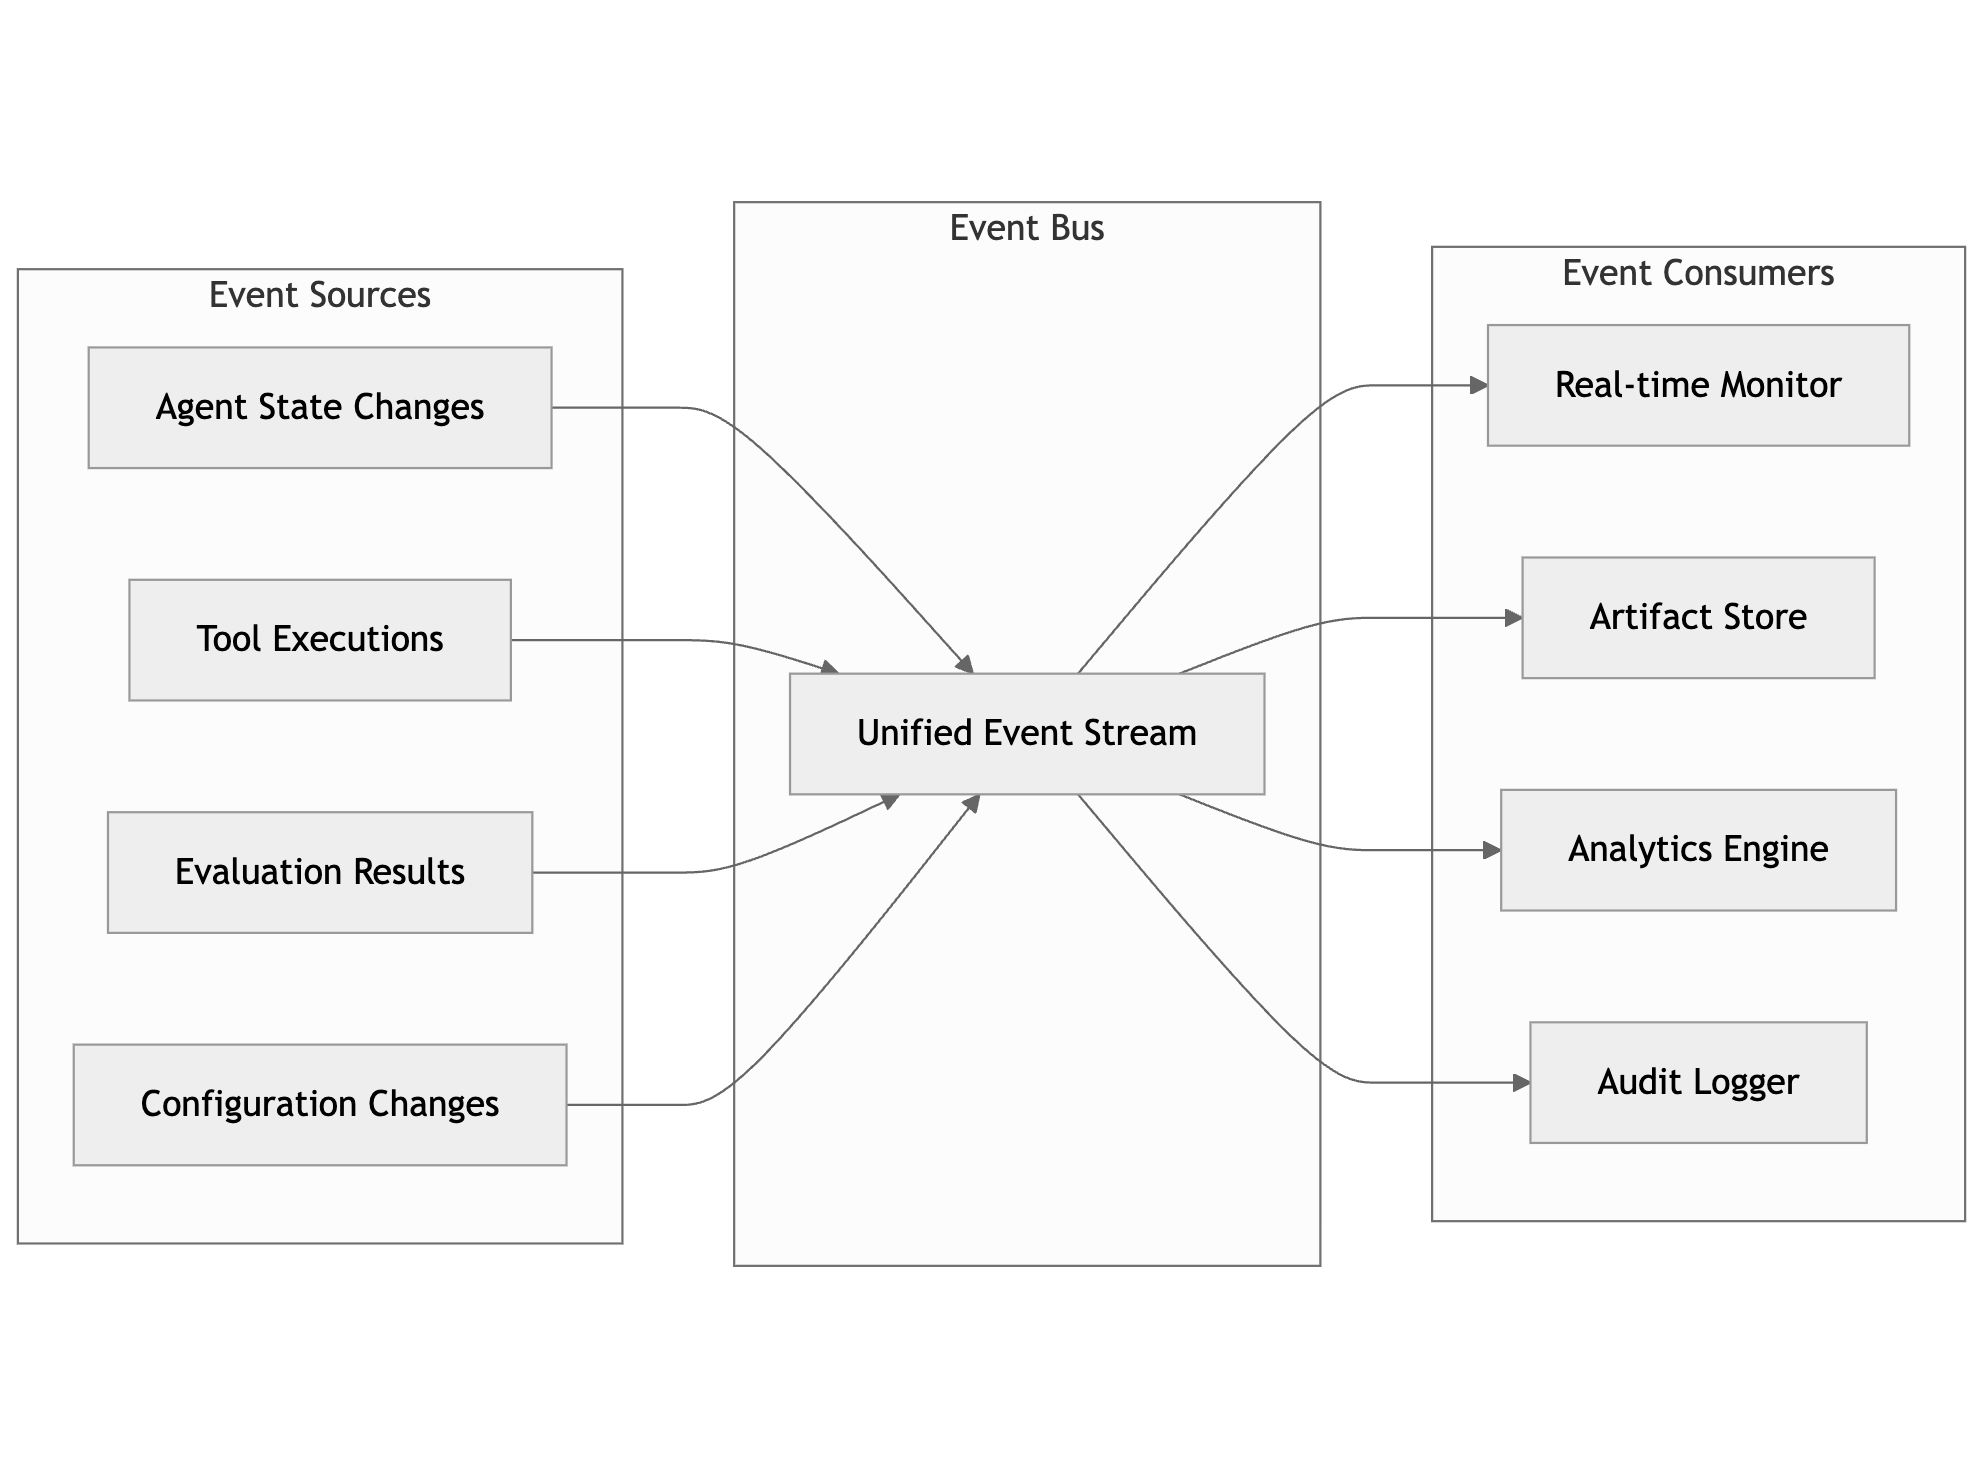 Event Sources
Agent State Changes
Tool Executions
Evaluation Results
Configuration Changes
Event Bus
Unified Event Stream
Event Consumers
Real-time Monitor
Artifact Store
Analytics Engine
Audit Logger